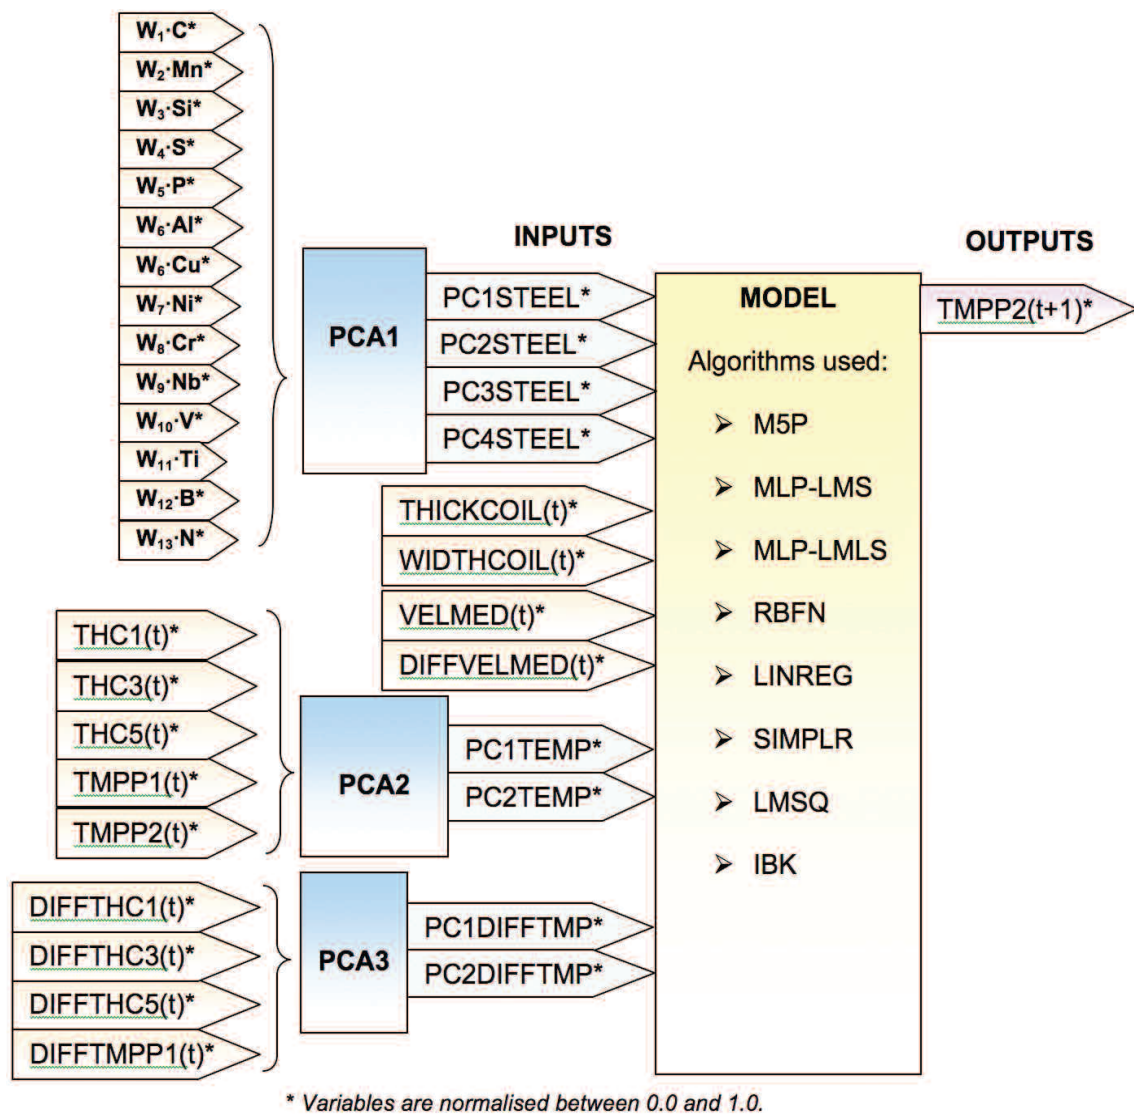 W₁·C*
W₂·Mn*
W₃·Si*
W₄·S*
W₅·P*
W₆·Al*
W₆·Cu*
W₇·Ni*
W₈·Cr*
W₉·Nb*
W₁₀·V*
W₁₁·Ti
W₁₂·B*
W₁₃·N*
THC1(t)*
THC3(t)*
THC5(t)*
TMPP1(t)*
TMPP2(t)*
DIFFTHC1(t)*
DIFFTHC3(t)*
DIFFTHC5(t)*
DIFFTMPP1(t)*
PCA1
PCA2
PCA3
INPUTS
PC1STEEL*
PC2STEEL*
PC3STEEL*
PC4STEEL*
THICKCOIL(t)*
WIDTHCOIL(t)*
VELMED(t)*
DIFFVELMED(t)*
PC1TEMP*
PC2TEMP*
PC1DIFFTMP*
PC2DIFFTMP*
MODEL
Algorithms used:
➢ M5P
➢ MLP-LMS
➢ MLP-LMLS
➢ RBFN
➢ LINREG
➢ SIMPLR
➢ LMSQ
➢ IBK
OUTPUTS
TMPP2(t+1)*
* Variables are normalised between 0.0 and 1.0.